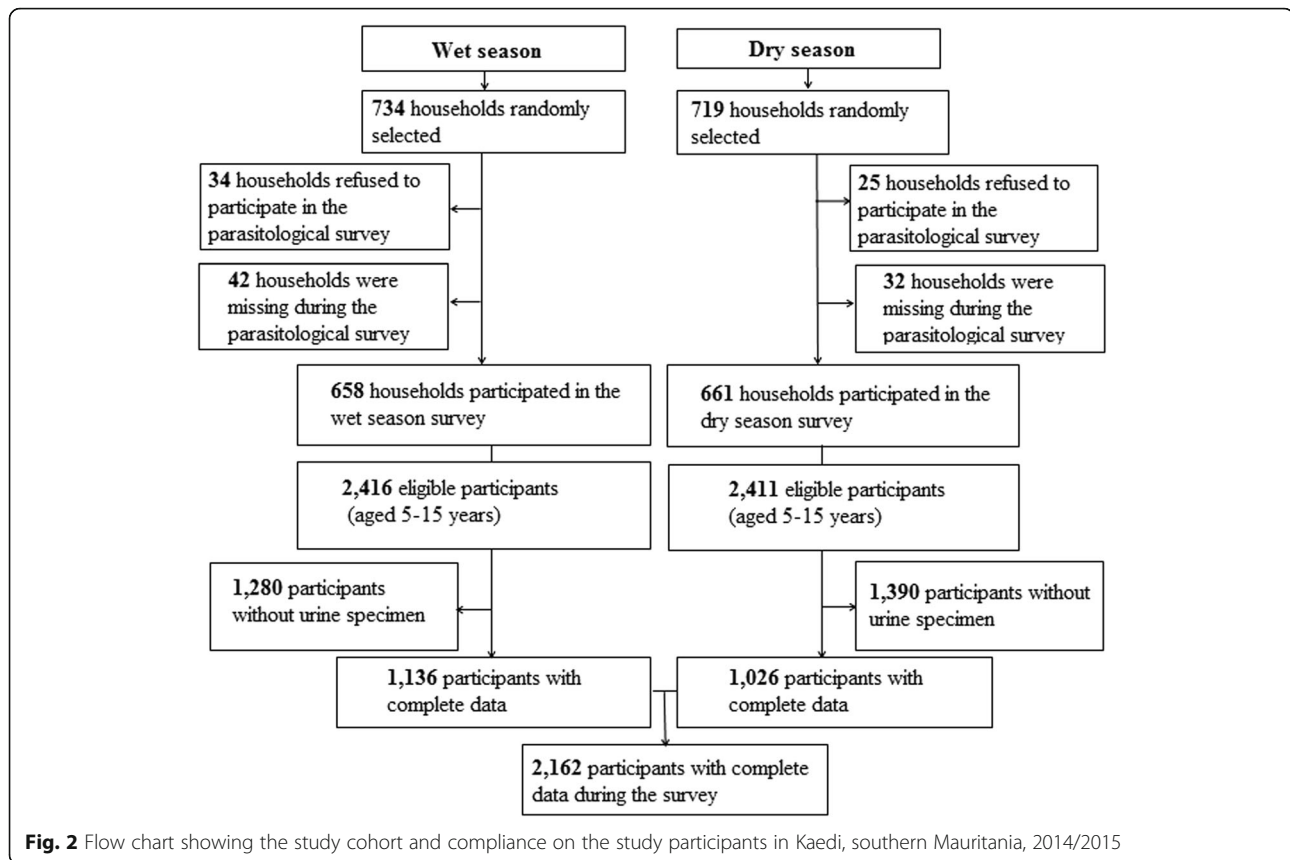 Wet season
Dry season
734 households randomly
selected
719 households randomly
selected
34 households refused to
participate in the
parasitological survey
25 households refused to
participate in the
parasitological survey
42 households were
missing during the
parasitological survey
32 households were
missing during the
parasitological survey
658 households participated in the
wet season survey
661 households participated in the
dry season survey
2,416 eligible participants
(aged 5-15 years)
2,411 eligible participants
(aged 5-15 years)
1,280 participants
without urine specimen
1,390 participants without
urine specimen
1,136 participants with
complete data
1,026 participants with
complete data
2,162 participants with complete
data during the survey
Fig. 2 Flow chart showing the study cohort and compliance on the study participants in Kaedi, southern Mauritania, 2014/2015